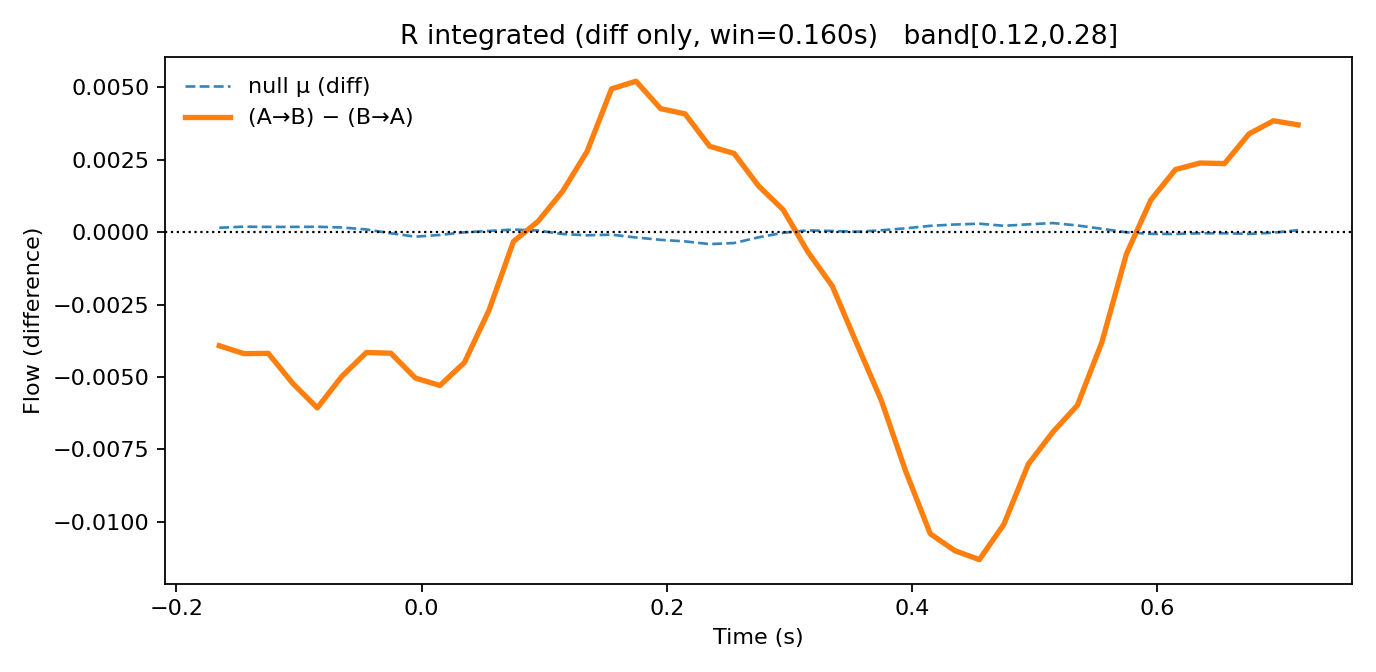 R integrated (diff only, win=0.160s)   band[0.12,0.28]
null μ (diff)
(A→B) − (B→A)
Flow (difference)
0.0050
0.0025
0.0000
−0.0025
−0.0050
−0.0075
−0.0100
−0.2 0.0 0.2 0.4 0.6
Time (s)